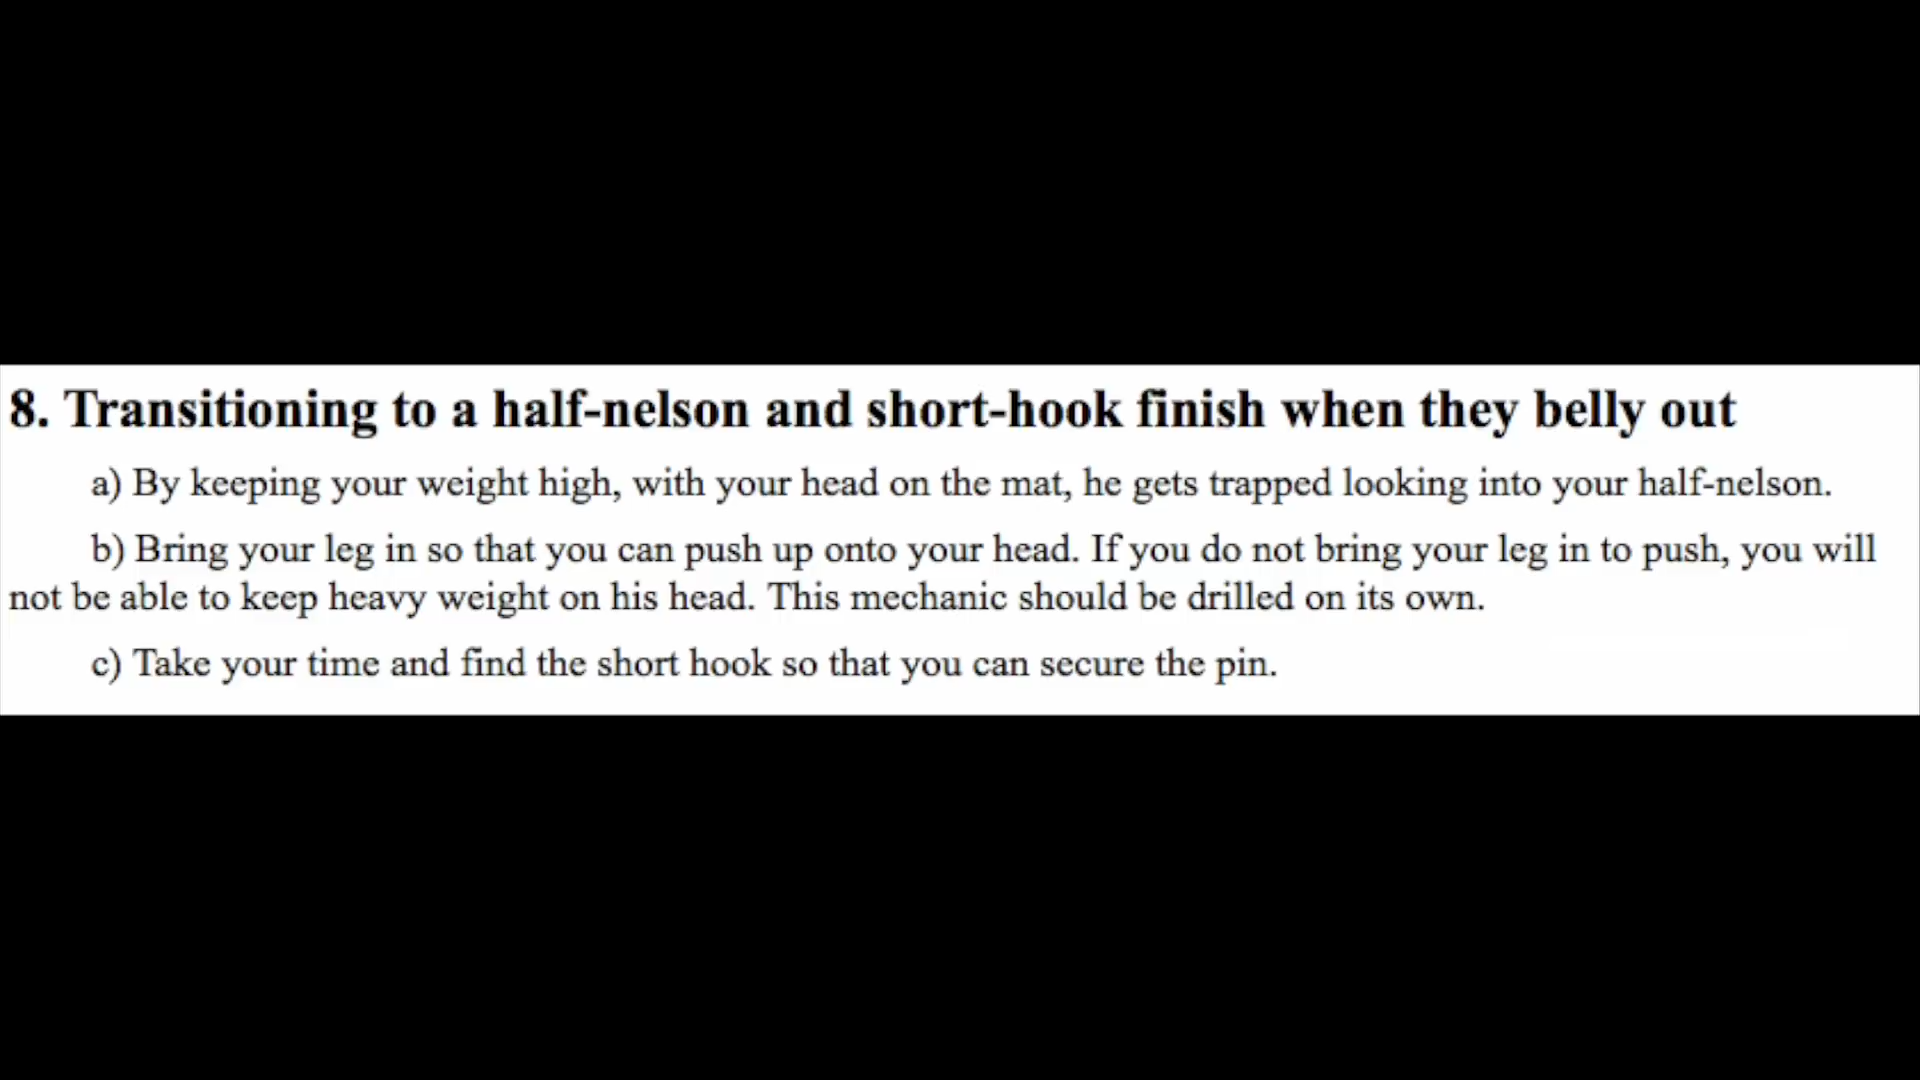 8. Transitioning to a half-nelson and short-hook finish when they belly out
a) By keeping your weight high, with your head on the mat, he gets trapped looking into your half-nelson.
b) Bring your leg in so that you can push up onto your head. If you do not bring your leg in to push, you will
not be able to keep heavy weight on his head. This mechanic should be drilled on its own.
c) Take your time and find the short hook so that you can secure the pin.